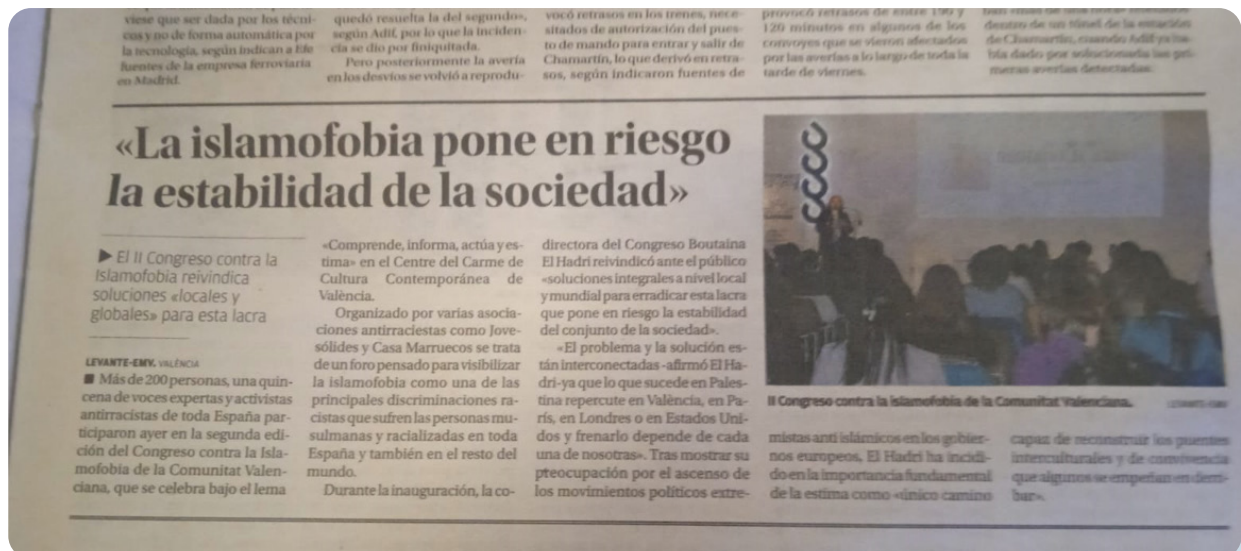 viese que ser dada por los técni-
cos y no de forma automática por
la tecnología, según indican a Efe
fuentes de la empresa ferroviaria
en Madrid.
quedó resuelta la del segundo»,
según Adif, por lo que la inciden-
cia se dio por finiquitada.
Pero posteriormente la avería
en los desvíos se volvió a reprodu-
vocó retrasos en los trenes, nece-
sitados de autorización del pues-
to de mando para entrar y salir de
Chamartín, lo que derivó en retra-
sos, según indicaron fuentes de
provocó retrasos de entre 190 y
120 minutos en algunos de los
convoyes que se vieron afectados
por las averías a lo largo de toda la
tarde de viernes.
dentro de un túnel de la estación
de Chamartín, cuando Adif ya ha-
bía dado por solucionada las pri-
meras averías detectadas.
«La islamofobia pone en riesgo
la estabilidad de la sociedad»
▶ El II Congreso contra la
Islamofobia reivindica
soluciones «locales y
globales» para esta lacra
LEVANTE-EMV. VALÈNCIA
■ Más de 200 personas, una quin-
cena de voces expertas y activistas
antirracistas de toda España par-
ticiparon ayer en la segunda edi-
ción del Congreso contra la Isla-
mofobia de la Comunitat Valen-
ciana, que se celebra bajo el lema
«Comprende, informa, actúa y es-
tima» en el Centre del Carme de
Cultura Contemporánea de
València.
Organizado por varias asocia-
ciones antirraciestas como Jove-
sólides y Casa Marruecos se trata
de un foro pensado para visibilizar
la islamofobia como una de las
principales discriminaciones ra-
cistas que sufren las personas mu-
sulmanas y racializadas en toda
España y también en el resto del
mundo.
Durante la inauguración, la co-
directora del Congreso Boutaina
El Hadri reivindicó ante el público
«soluciones integrales a nivel local
y mundial para erradicar esta lacra
que pone en riesgo la estabilidad
del conjunto de la sociedad».
«El problema y la solución es-
tán interconectadas -afirmó El Ha-
dri-ya que lo que sucede en Pales-
tina repercute en València, en Pa-
rís, en Londres o en Estados Uni-
dos y frenarlo depende de cada
una de nosotras». Tras mostrar su
preocupación por el ascenso de
los movimientos políticos extre-
cccc
II Congreso contra la islamofobia de la Comunitat Valenciana.
LEVANTE-EMV
mistas anti islámicos en los gobier-
nos europeos, El Hadri ha incidi-
do en la importancia fundamental
de la estima como «único camino
capaz de reconstruir los puentes
interculturales y de convivencia
que algunos se empeñan en derri-
bar».